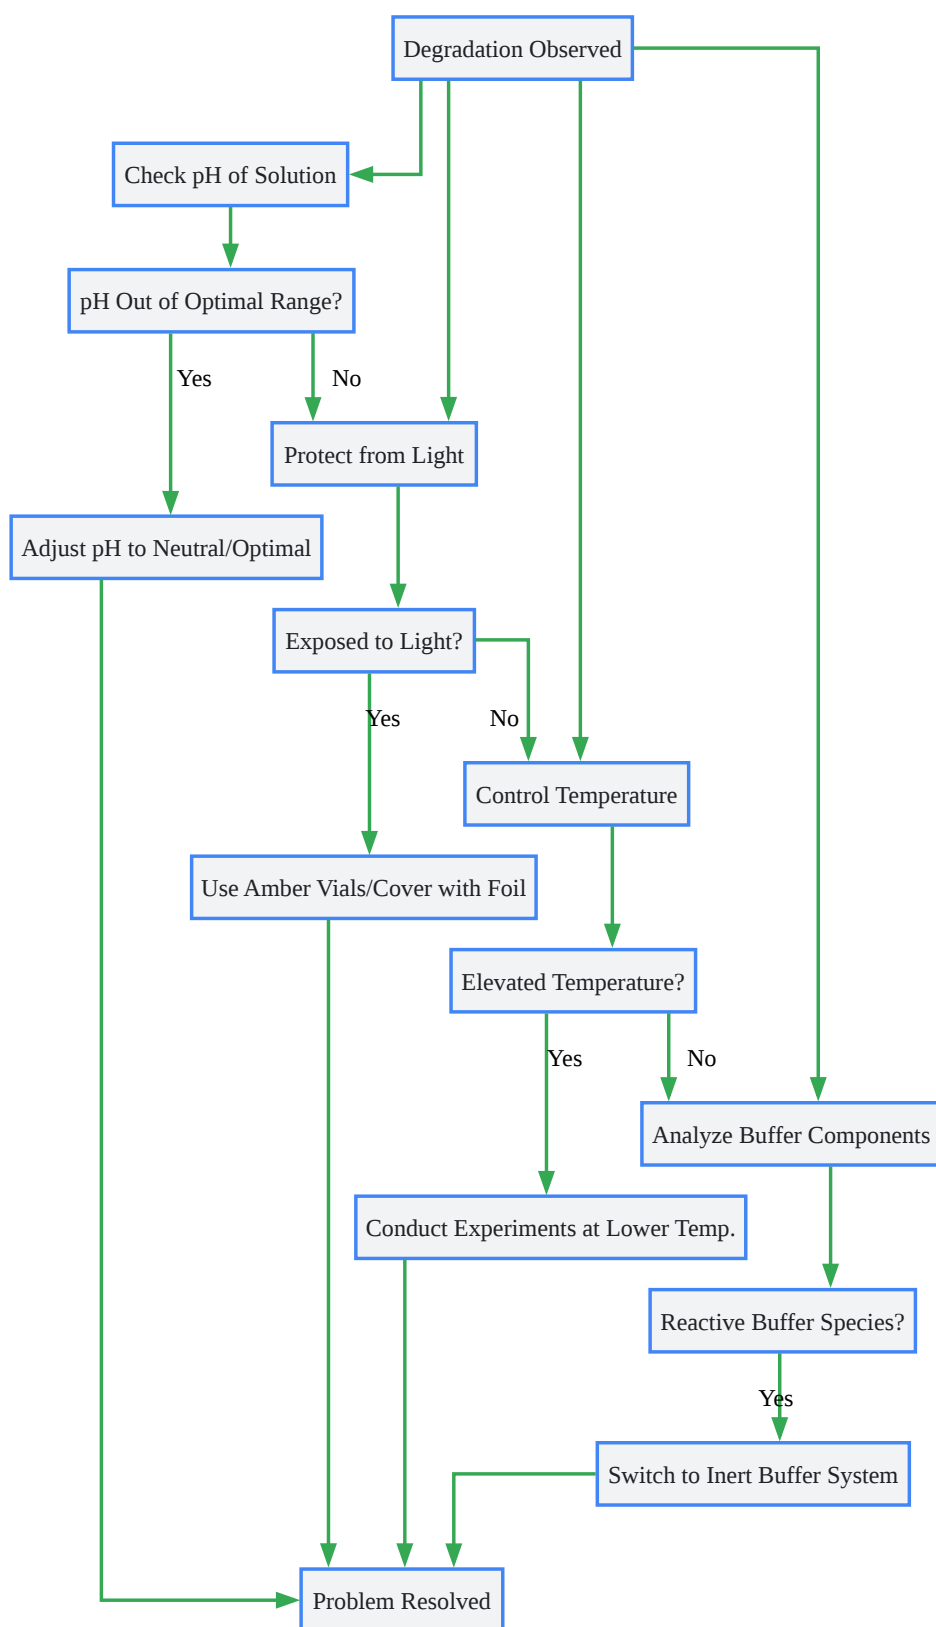 Degradation Observed
Check pH of Solution
pH Out of Optimal Range?
Yes
No
Protect from Light
Adjust pH to Neutral/Optimal
Exposed to Light?
Yes
No
Control Temperature
Use Amber Vials/Cover with Foil
Elevated Temperature?
Yes
No
Analyze Buffer Components
Conduct Experiments at Lower Temp.
Reactive Buffer Species?
Yes
Switch to Inert Buffer System
Problem Resolved